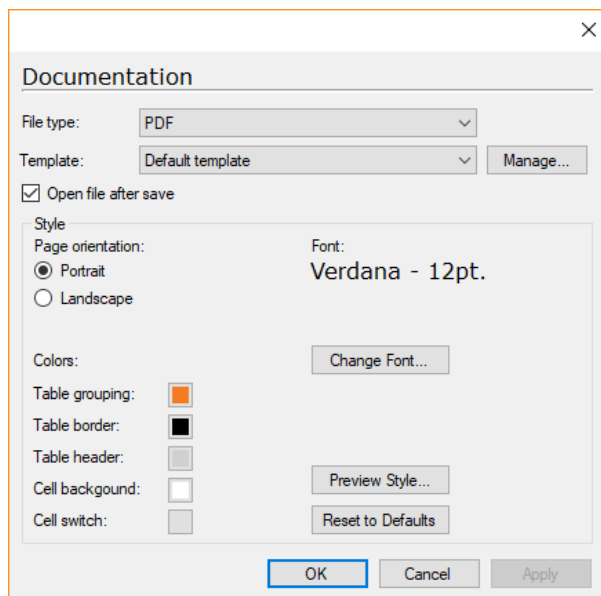 Documentation
File type: PDF
Template: Default template Manage...
Open file after save
Style
Page orientation: Font:
Portrait Verdana - 12pt.
Landscape
Colors: Change Font...
Table grouping:
Table border:
Table header:
Cell backgound: Preview Style...
Cell switch: Reset to Defaults
OK Cancel Apply